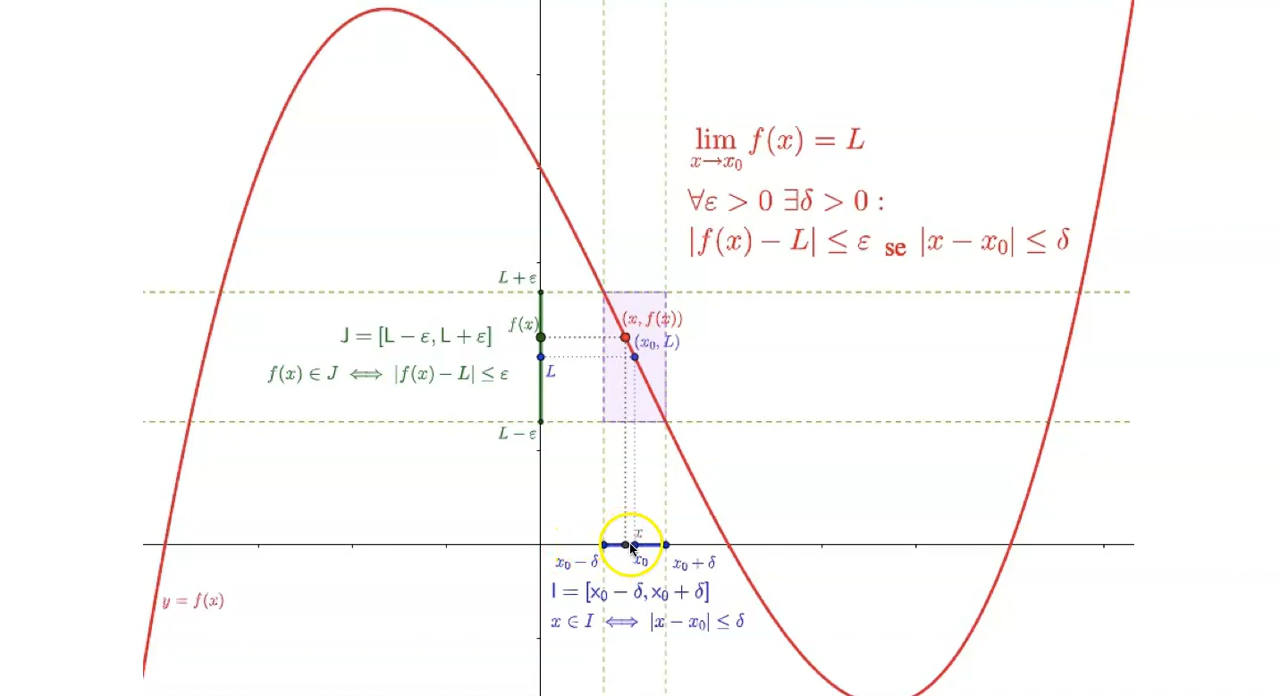 lim f(x) = L
x→x₀
∀ε > 0 ∃δ > 0 :
|f(x) − L| ≤ ε se |x − x₀| ≤ δ
L + ε
f(x)
J = [L − ε, L + ε]
(x, f(x))
(x₀, L)
f(x) ∈ J ⟺ |f(x) − L| ≤ ε
L
L − ε
x
x₀ − δ
x₀
x₀ + δ
I = [x₀ − δ, x₀ + δ]
y = f(x)
x ∈ I ⟺ |x − x₀| ≤ δ